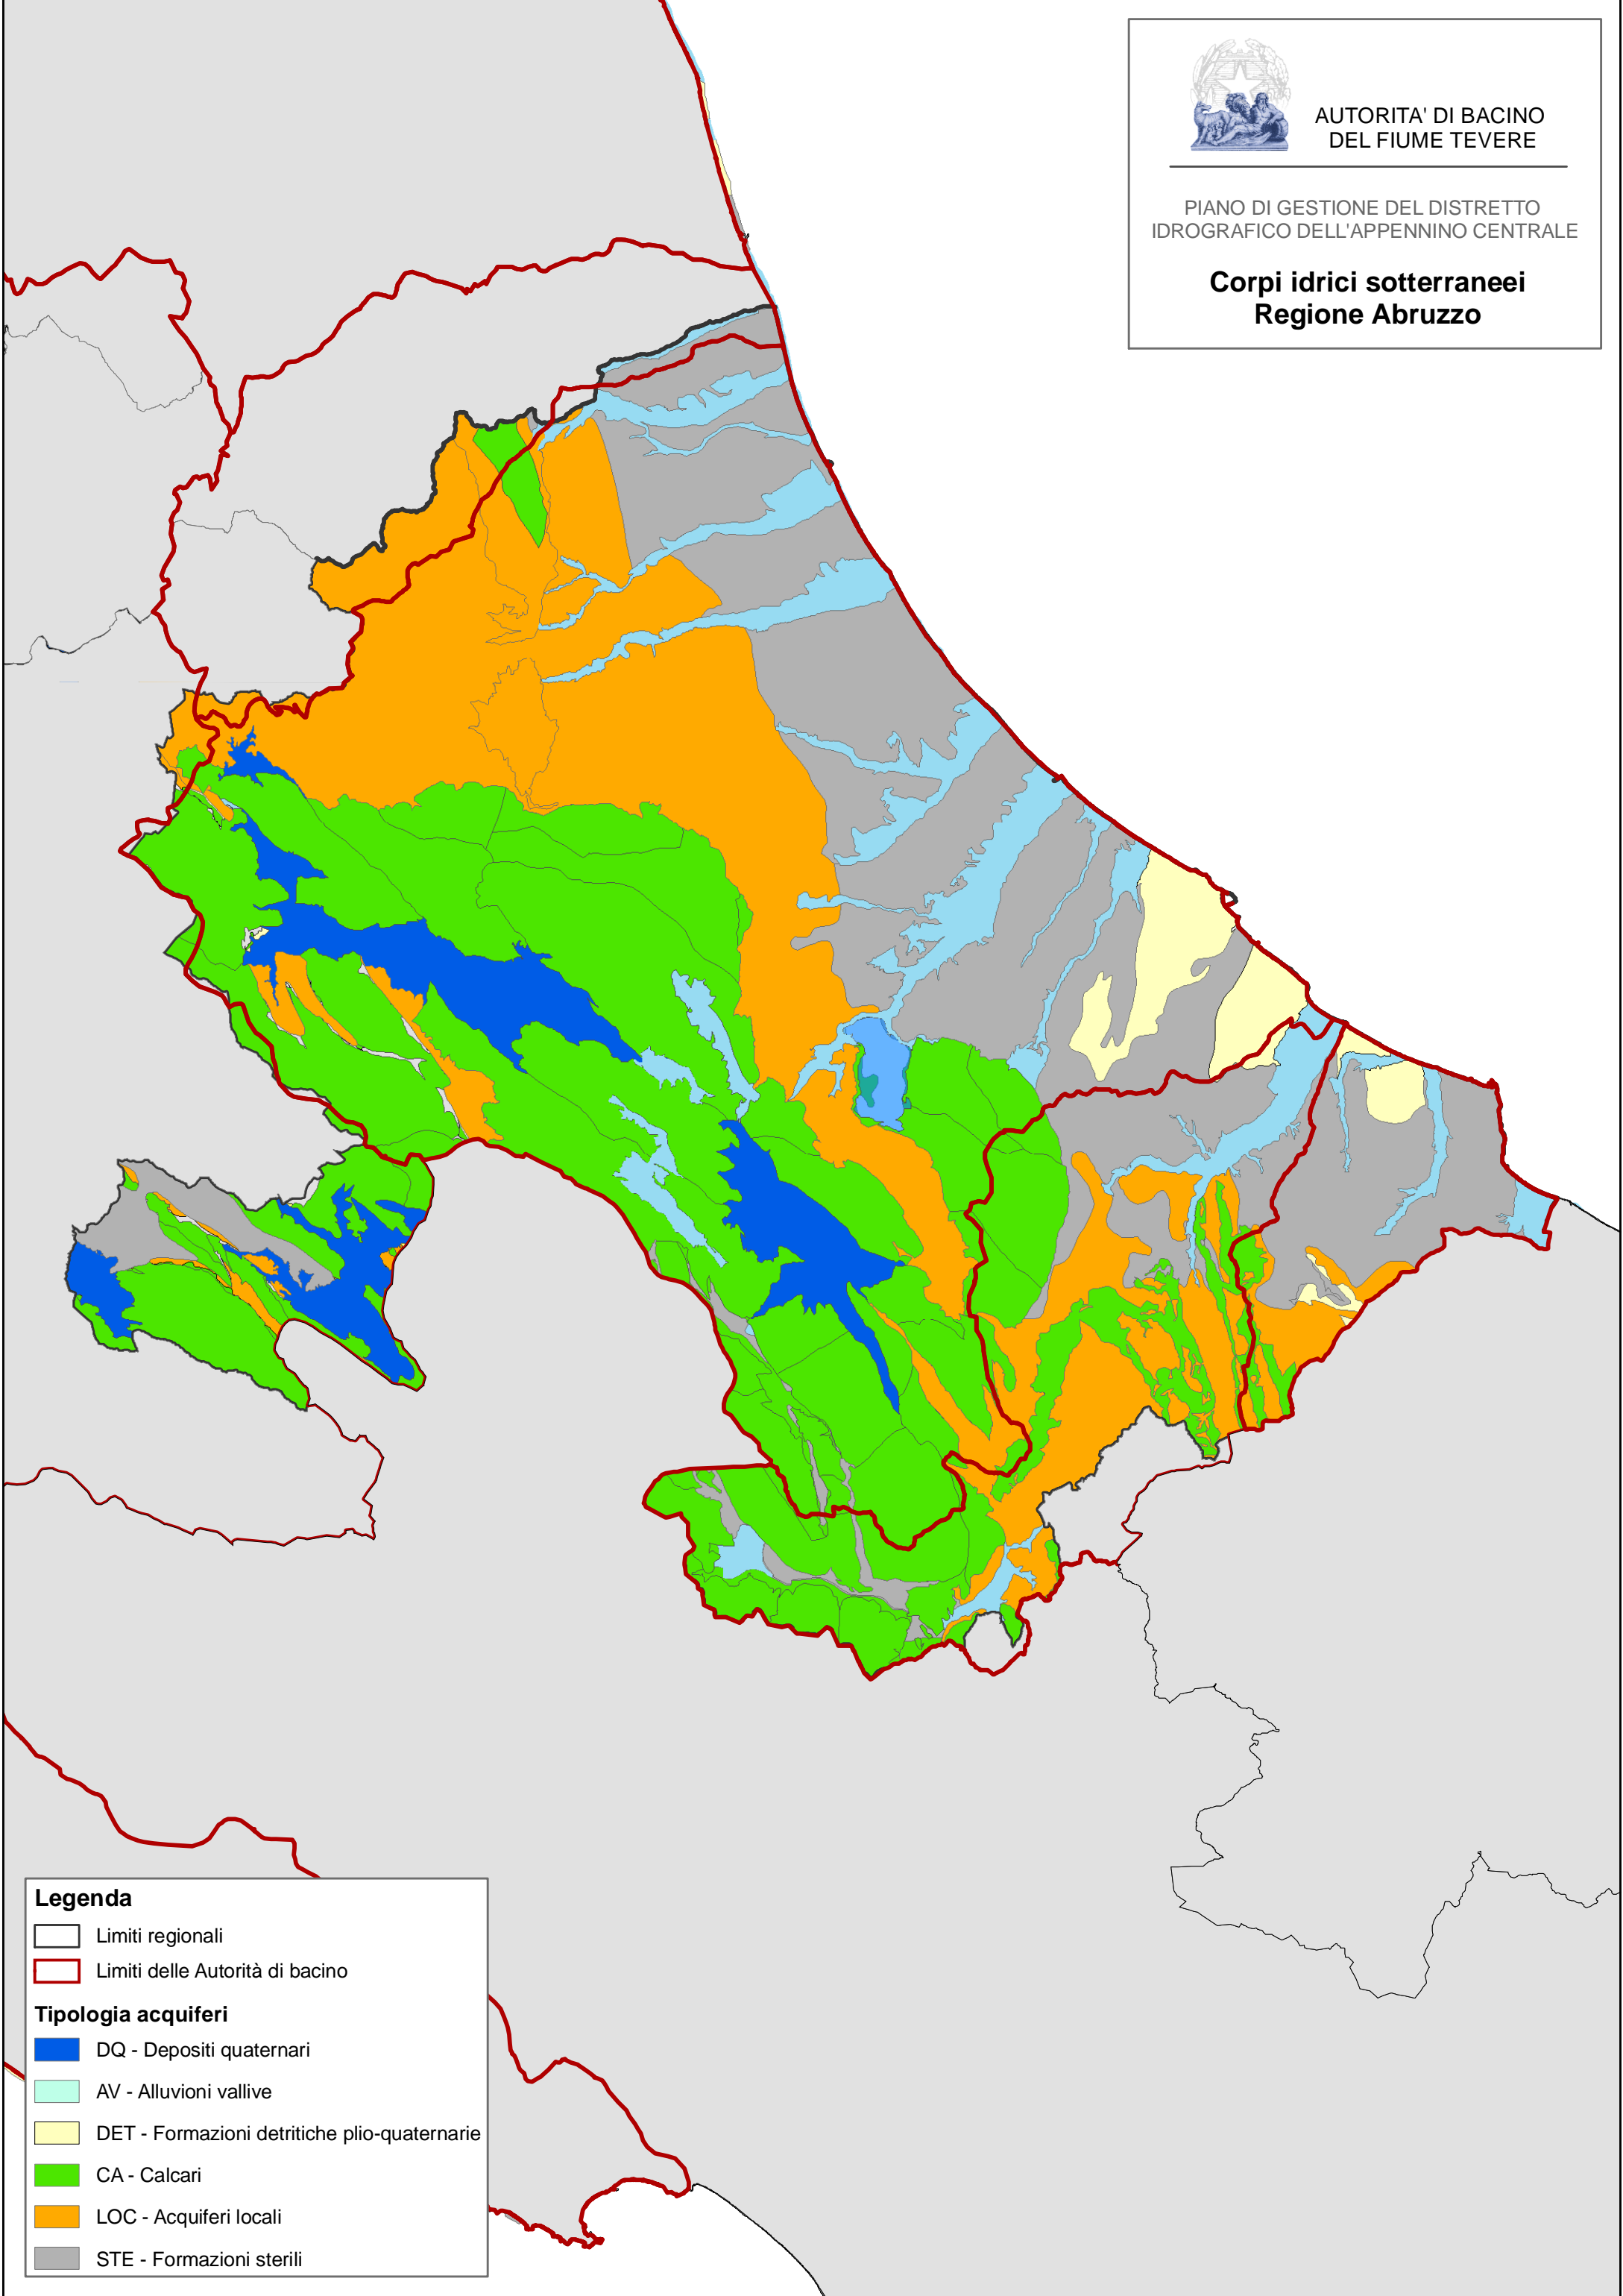 AUTORITA' DI BACINO
DEL FIUME TEVERE
PIANO DI GESTIONE DEL DISTRETTO
IDROGRAFICO DELL'APPENNINO CENTRALE
Corpi idrici sotterraneei
Regione Abruzzo
Legenda
Limiti regionali
Limiti delle Autorità di bacino
Tipologia acquiferi
DQ - Depositi quaternari
AV - Alluvioni vallive
DET - Formazioni detritiche plio-quaternarie
CA - Calcari
LOC - Acquiferi locali
STE - Formazioni sterili